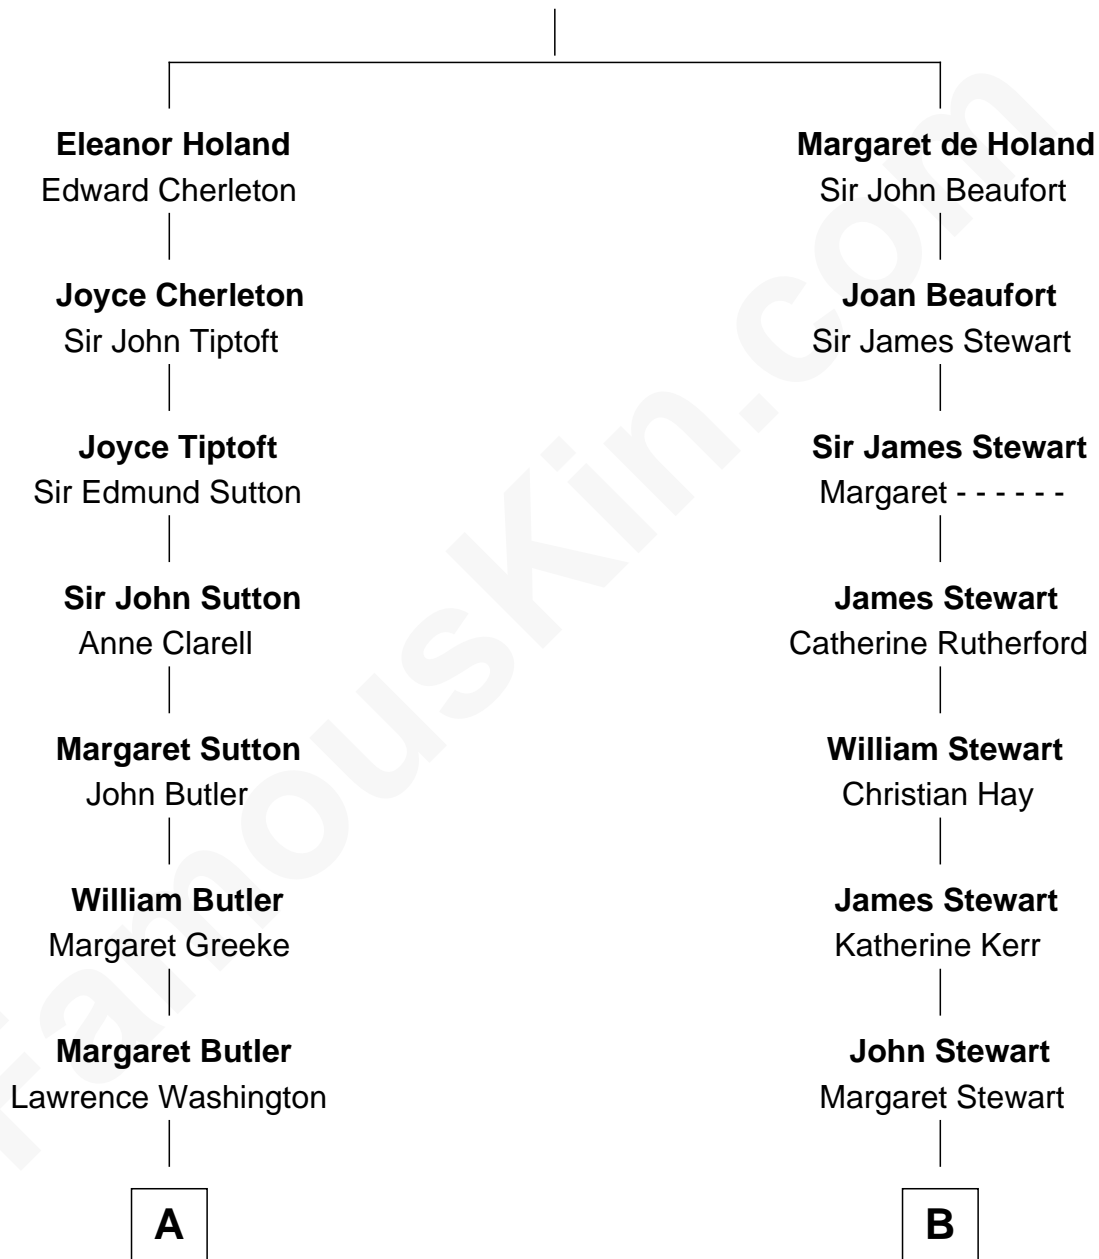 Eleanor Holand
Edward Cherleton
Joyce Cherleton
Sir John Tiptoft
Joyce Tiptoft
Sir Edmund Sutton
Sir John Sutton
Anne Clarell
Margaret Sutton
John Butler
William Butler
Margaret Greeke
Margaret Butler
Lawrence Washington
A
Margaret de Holand
Sir John Beaufort
Joan Beaufort
Sir James Stewart
Sir James Stewart
Margaret - - - - - -
James Stewart
Catherine Rutherford
William Stewart
Christian Hay
James Stewart
Katherine Kerr
John Stewart
Margaret Stewart
B
FamousKin.com